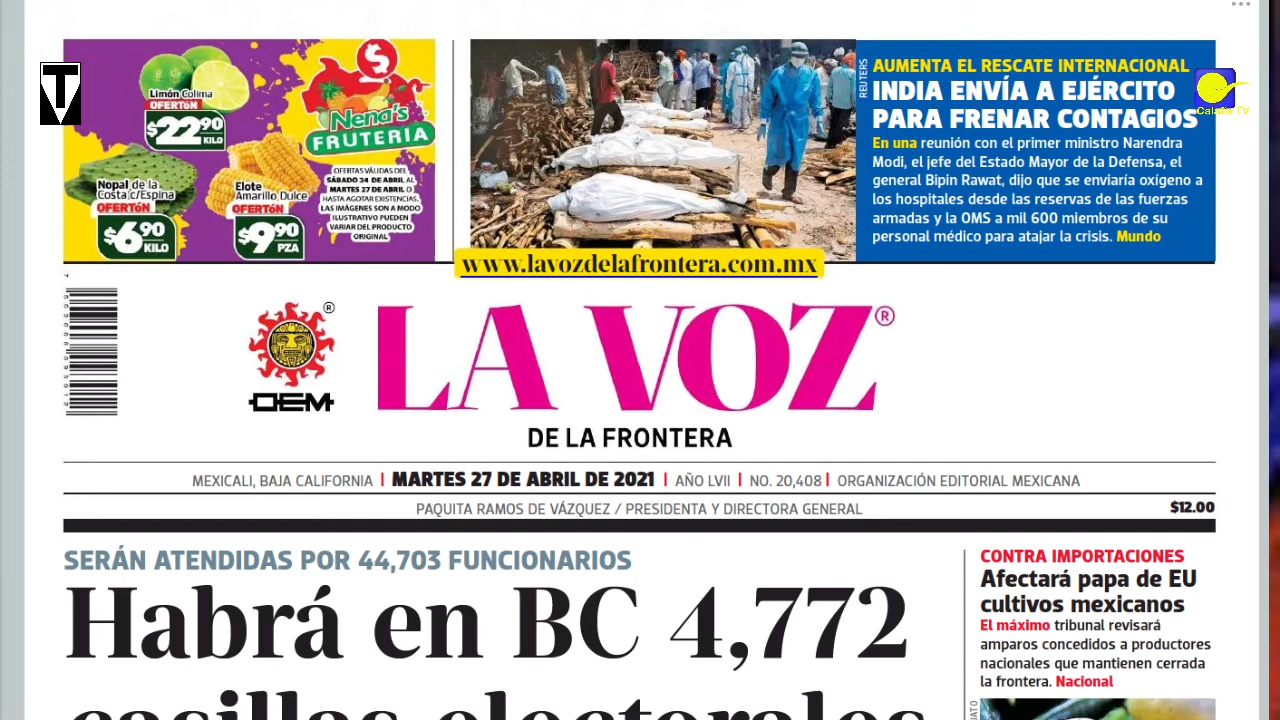 T
Limón Colima
OFERTóN
$22.90
KILO
Nopal de la
Costa c/Espina
OFERTóN
$6.90
KILO
Elote
Amarillo Dulce
OFERTóN
$9.90
PZA
$
Nena's
FRUTERIA
OFERTAS VÁLIDAS DEL
SÁBADO 24 DE ABRIL AL
MARTES 27 DE ABRIL O
HASTA AGOTAR EXISTENCIAS.
LAS IMÁGENES SON A MODO
ILUSTRATIVO PUEDEN
VARIAR DEL PRODUCTO
ORIGINAL
REUTERS
AUMENTA EL RESCATE INTERNACIONAL
INDIA ENVÍA A EJÉRCITO
PARA FRENAR CONTAGIOS
En una reunión con el primer ministro Narendra
Modi, el jefe del Estado Mayor de la Defensa, el
general Bipin Rawat, dijo que se enviaría oxígeno a
los hospitales desde las reservas de las fuerzas
armadas y la OMS a mil 600 miembros de su
personal médico para atajar la crisis. Mundo
Calafia TV
www.lavozdelafrontera.com.mx
OEM
®
LA VOZ®
DE LA FRONTERA
MEXICALI, BAJA CALIFORNIA | MARTES 27 DE ABRIL DE 2021 | AÑO LVII | NO. 20,408 | ORGANIZACIÓN EDITORIAL MEXICANA
PAQUITA RAMOS DE VÁZQUEZ / PRESIDENTA Y DIRECTORA GENERAL
$12.00
SERÁN ATENDIDAS POR 44,703 FUNCIONARIOS
Habrá en BC 4,772
casillas electorales
CONTRA IMPORTACIONES
Afectará papa de EU
cultivos mexicanos
El máximo tribunal revisará
amparos concedidos a productores
nacionales que mantienen cerrada
la frontera. Nacional